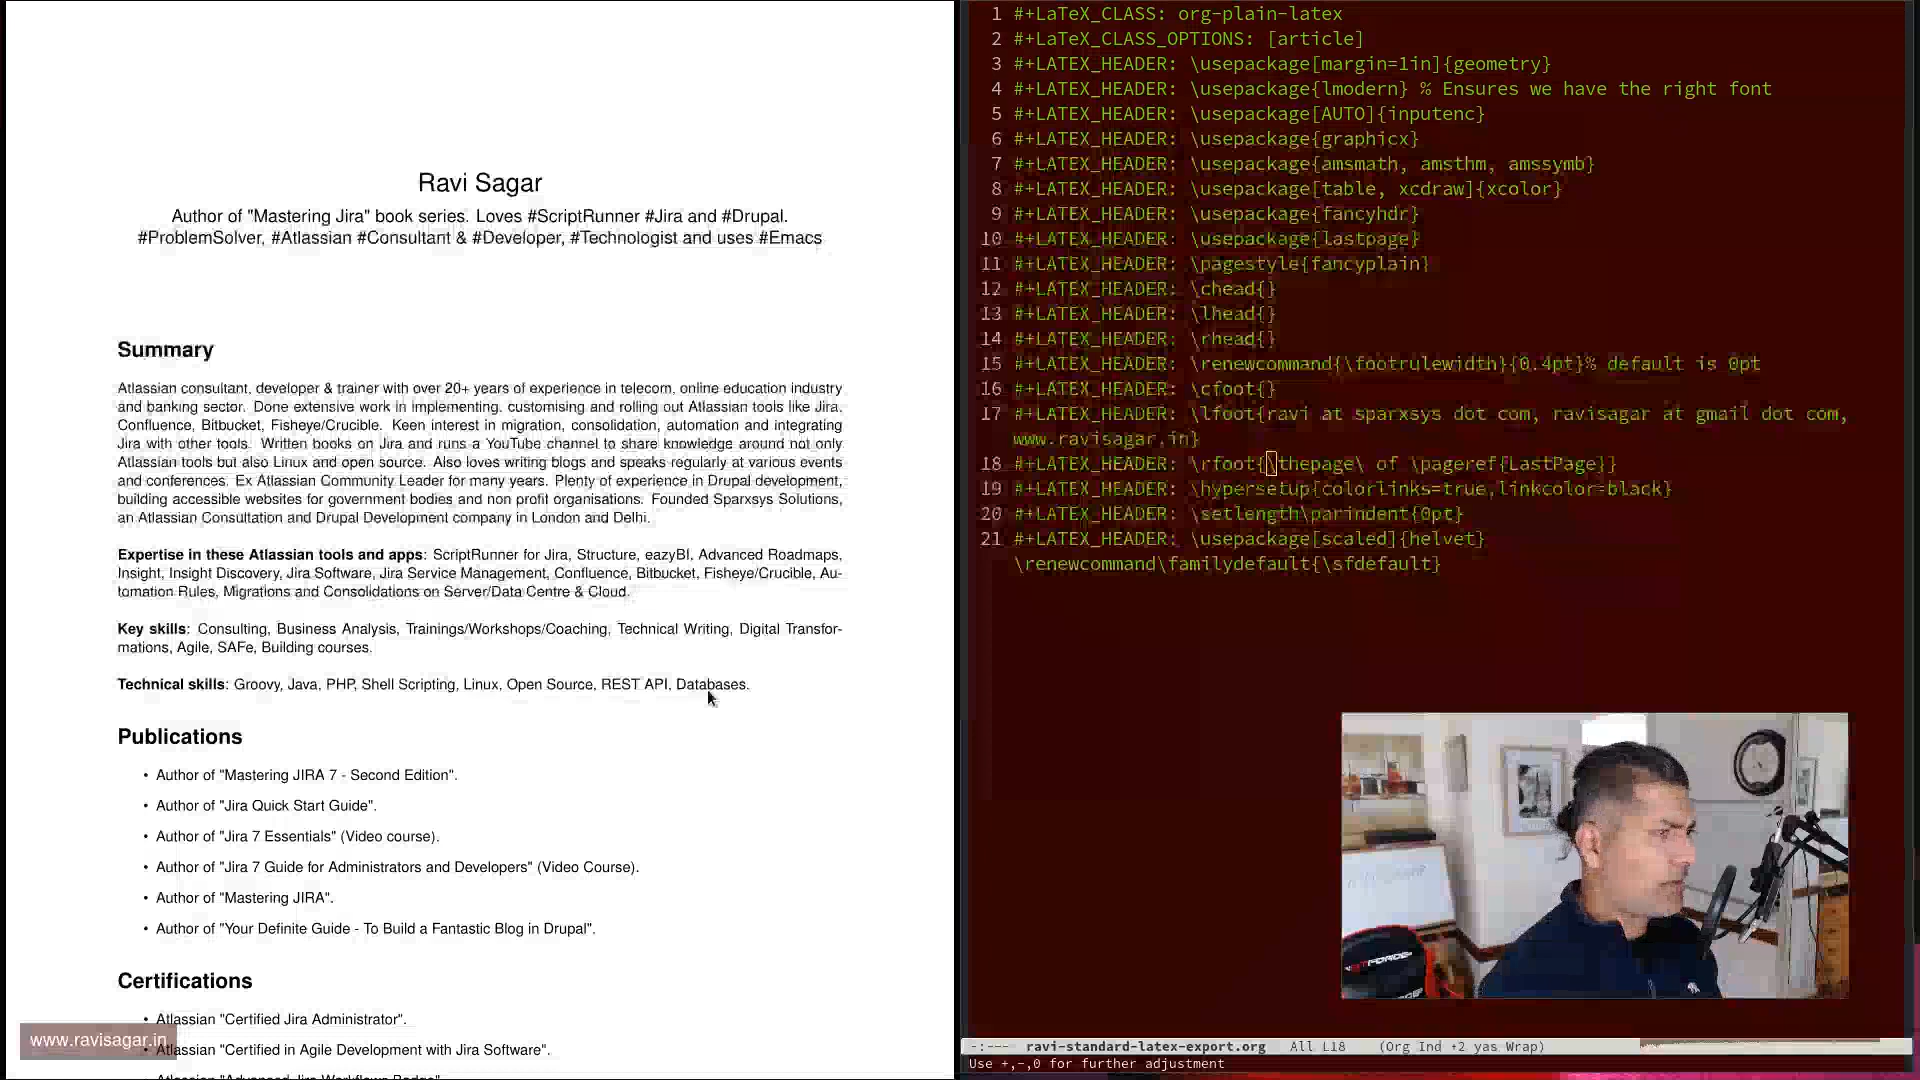 Ravi Sagar
Author of "Mastering Jira" book series. Loves #ScriptRunner #Jira and #Drupal.
#ProblemSolver, #Atlassian #Consultant & #Developer, #Technologist and uses #Emacs
Summary
Atlassian consultant, developer & trainer with over 20+ years of experience in telecom, online education industry
and banking sector. Done extensive work in implementing, customising and rolling out Atlassian tools like Jira,
Confluence, Bitbucket, Fisheye/Crucible. Keen interest in migration, consolidation, automation and integrating
Jira with other tools. Written books on Jira and runs a YouTube channel to share knowledge around not only
Atlassian tools but also Linux and open source. Also loves writing blogs and speaks regularly at various events
and conferences. Ex Atlassian Community Leader for many years. Plenty of experience in Drupal development,
building accessible websites for government bodies and non profit organisations. Founded Sparxsys Solutions,
an Atlassian Consultation and Drupal Development company in London and Delhi.
Expertise in these Atlassian tools and apps: ScriptRunner for Jira, Structure, eazyBI, Advanced Roadmaps,
Insight, Insight Discovery, Jira Software, Jira Service Management, Confluence, Bitbucket, Fisheye/Crucible, Au-
tomation Rules, Migrations and Consolidations on Server/Data Centre & Cloud.
Key skills: Consulting, Business Analysis, Trainings/Workshops/Coaching, Technical Writing, Digital Transfor-
mations, Agile, SAFe, Building courses.
Technical skills: Groovy, Java, PHP, Shell Scripting, Linux, Open Source, REST API, Databases.
Publications
• Author of "Mastering JIRA 7 - Second Edition".
• Author of "Jira Quick Start Guide".
• Author of "Jira 7 Essentials" (Video course).
• Author of "Jira 7 Guide for Administrators and Developers" (Video Course).
• Author of "Mastering JIRA".
• Author of "Your Definite Guide - To Build a Fantastic Blog in Drupal".
Certifications
• Atlassian "Certified Jira Administrator".
• Atlassian "Certified in Agile Development with Jira Software".
Atlassian "Advanced Jira Workflows Badge"
www.ravisagar.in
1 #+LaTeX_CLASS: org-plain-latex
2 #+LaTeX_CLASS_OPTIONS: [article]
3 #+LATEX_HEADER: \usepackage[margin=1in]{geometry}
4 #+LATEX_HEADER: \usepackage{lmodern} % Ensures we have the right font
5 #+LATEX_HEADER: \usepackage[AUTO]{inputenc}
6 #+LATEX_HEADER: \usepackage{graphicx}
7 #+LATEX_HEADER: \usepackage{amsmath, amsthm, amssymb}
8 #+LATEX_HEADER: \usepackage[table, xcdraw]{xcolor}
9 #+LATEX_HEADER: \usepackage{fancyhdr}
10 #+LATEX_HEADER: \usepackage{lastpage}
11 #+LATEX_HEADER: \pagestyle{fancyplain}
12 #+LATEX_HEADER: \chead{}
13 #+LATEX_HEADER: \lhead{}
14 #+LATEX_HEADER: \rhead{}
15 #+LATEX_HEADER: \renewcommand{\footrulewidth}{0.4pt}% default is 0pt
16 #+LATEX_HEADER: \cfoot{}
17 #+LATEX_HEADER: \lfoot{ravi at sparxsys dot com, ravisagar at gmail dot com,
www.ravisagar.in}
18 #+LATEX_HEADER: \rfoot{\thepage\ of \pageref{LastPage}}
19 #+LATEX_HEADER: \hypersetup{colorlinks=true,linkcolor=black}
20 #+LATEX_HEADER: \setlength\parindent{0pt}
21 #+LATEX_HEADER: \usepackage[scaled]{helvet}
\renewcommand\familydefault{\sfdefault}
-:--- ravi-standard-latex-export.org All L18 (Org Ind +2 yas Wrap)
Use +,-,0 for further adjustment